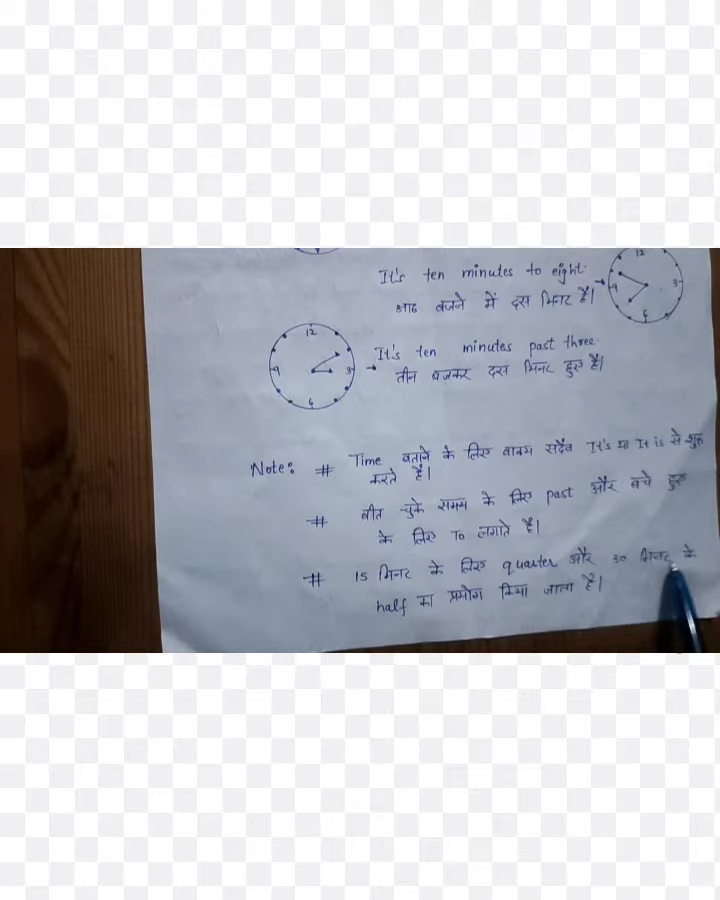 It's ten minutes to eight.
आठ बजने में दस मिनट है।
12
3
6
9
It's ten minutes past three.
तीन बजकर दस मिनट हुए है।
12
3
6
9
Note: # Time बताने के लिए वाक्य सदैव It's या It is से शुरू
करते है।
# बीत चुके समय के लिए past और बचे हुए
के लिए To लगाते है।
# 15 मिनट के लिए quarter और 30 मिनट के
half का प्रयोग किया जाता है।